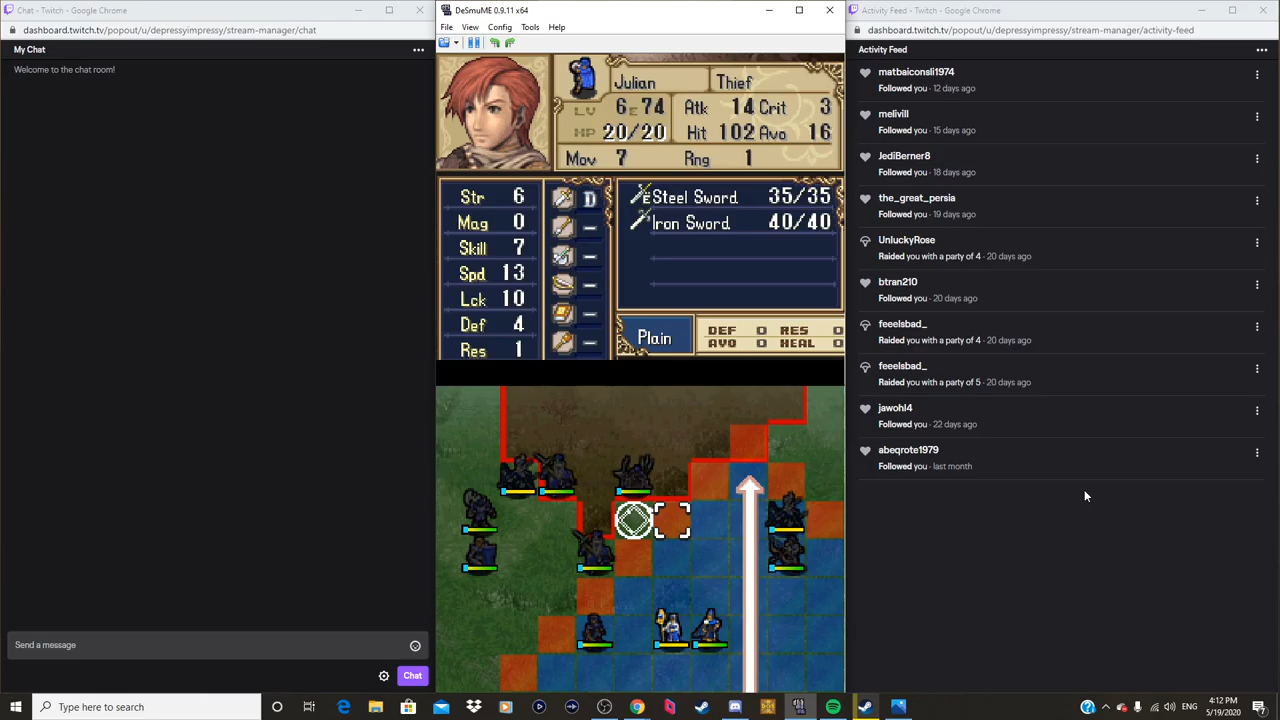 Chat - Twitch - Google Chrome
dashboard.twitch.tv/popout/u/depressyimpressy/stream-manager/chat
My Chat
Welcome to the chat room!
Send a message
Chat
DeSmuME 0.9.11 x64
File View Config Tools Help
Julian Thief
LV 6 E 74 Atk 14 Crit 3
HP 20/20 Hit 102 Avo 16
Mov 7 Rng 1
Str 6
Mag 0
Skill 7
Spd 13
Lck 10
Def 4
Res 1
D
E Steel Sword 35/35
Iron Sword 40/40
Plain
DEF 0 RES 0
AVO 0 HEAL 0
Activity Feed - Twitch - Google Chrome
dashboard.twitch.tv/popout/u/depressyimpressy/stream-manager/activity-feed
Activity Feed
matbaiconsli1974
Followed you · 12 days ago
melivill
Followed you · 15 days ago
JediBerner8
Followed you · 18 days ago
the_great_persia
Followed you · 19 days ago
UnluckyRose
Raided you with a party of 4 · 20 days ago
btran210
Followed you · 20 days ago
feeelsbad_
Raided you with a party of 4 · 20 days ago
feeelsbad_
Raided you with a party of 5 · 20 days ago
jawohl4
Followed you · 22 days ago
abeqrote1979
Followed you · last month
Type here to search
ENG
4:12 PM
5/19/2020